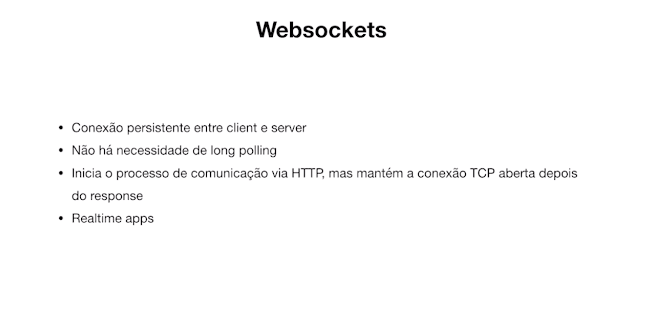 Websockets
• Conexão persistente entre client e server
• Não há necessidade de long polling
• Inicia o processo de comunicação via HTTP, mas mantém a conexão TCP aberta depois
do response
• Realtime apps